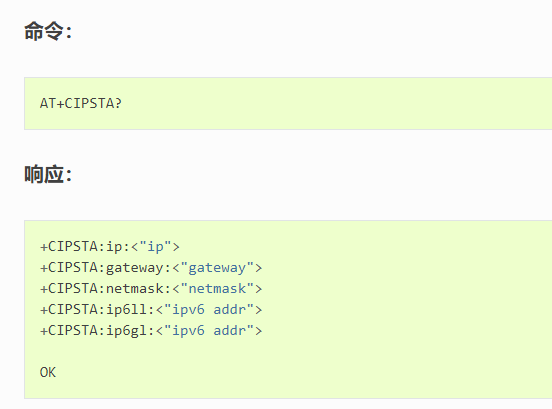 命令：
AT+CIPSTA?
响应：
+CIPSTA:ip:<"ip">
+CIPSTA:gateway:<"gateway">
+CIPSTA:netmask:<"netmask">
+CIPSTA:ip6ll:<"ipv6 addr">
+CIPSTA:ip6gl:<"ipv6 addr">
OK